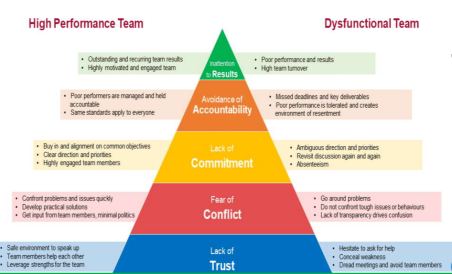 High Performance Team
Dysfunctional Team
• Outstanding and recurring team results
• Highly motivated and engaged team
Inattention
to Results
• Poor performance and results
• High team turnover
• Poor performers are managed and held
accountable
• Same standards apply to everyone
Avoidance of
Accountability
• Missed deadlines and key deliverables
• Poor performance is tolerated and creates
environment of resentment
• Buy in and alignment on common objectives
• Clear direction and priorities
• Highly engaged team members
Lack of
Commitment
• Ambiguous direction and priorities
• Revisit discussion again and again
• Absenteeism
• Confront problems and issues quickly
• Develop practical solutions
• Get input from team members, minimal politics
Fear of
Conflict
• Go around problems
• Do not confront tough issues or behaviours
• Lack of transparency drives confusion
• Safe environment to speak up
• Team members help each other
• Leverage strengths for the team
Lack of
Trust
• Hesitate to ask for help
• Conceal weakness
• Dread meetings and avoid team members